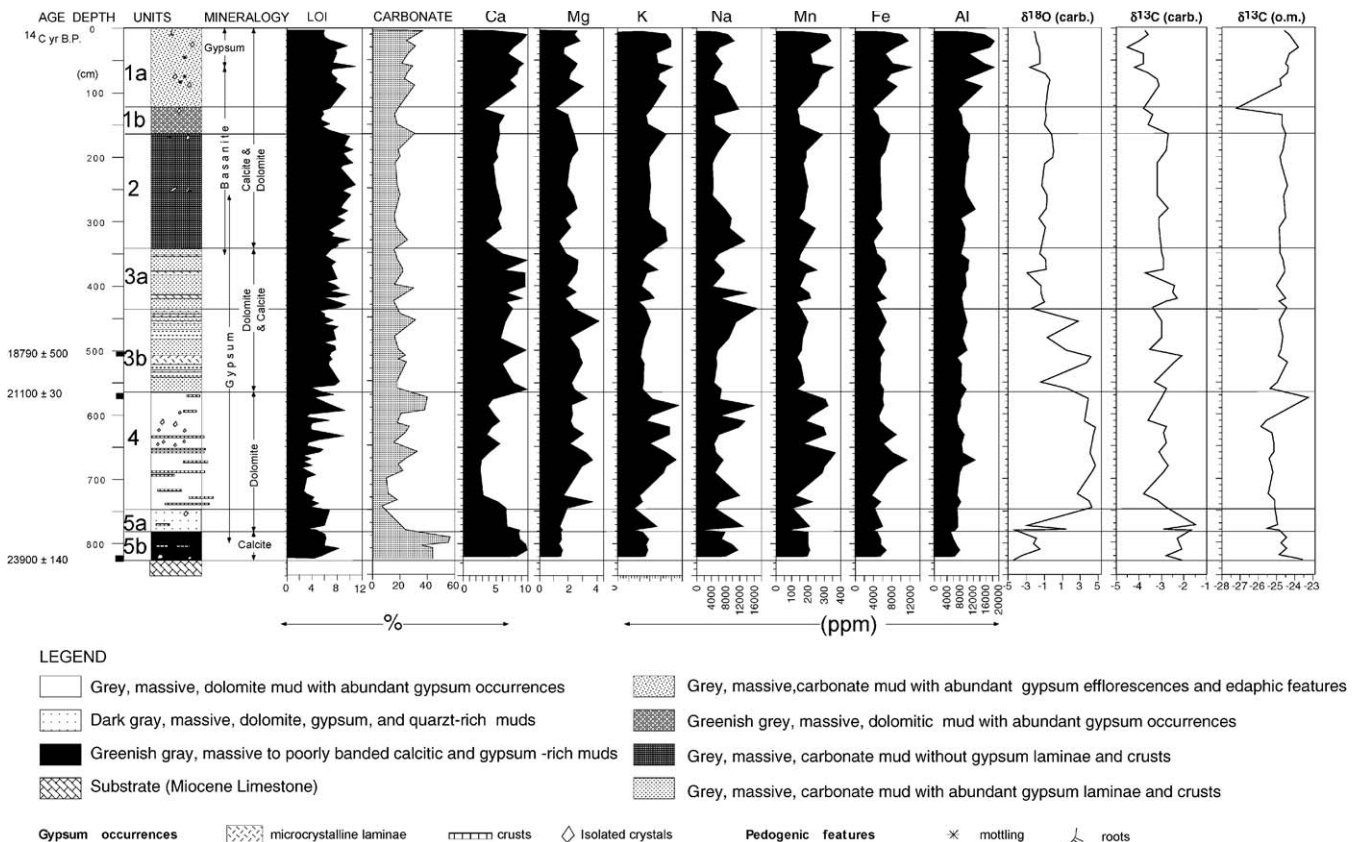 AGE DEPTH UNITS MINERALOGY LOI CARBONATE Ca Mg K Na Mn Fe Al δ18O (carb.) δ13C (carb.) δ13C (o.m.)
14C yr B.P.
(cm)
0
100
200
300
400
500
600
700
800
18790 ± 500
21100 ± 30
23900 ± 140
1a
1b
2
3a
3b
4
5a
5b
Gypsum
Basanite
Gypsum
Calcite & Dolomite
Dolomite & Calcite
Dolomite
Calcite
0 2 4 6 8 10 12
0 20 40 60
0 5 10
0 2 4
4000 8000 12000 16000
0 100 200 300 400
4000 8000 12000
4000 8000 12000 16000 20000
-5 -3 -1 1 3 5
-5 -4 -3 -2 -1
-28 -27 -26 -25 -24 -23
% (ppm)
LEGEND
Grey, massive, dolomite mud with abundant gypsum occurrences
Dark gray, massive, dolomite, gypsum, and quarzt-rich muds
Greenish gray, massive to poorly banded calcitic and gypsum -rich muds
Substrate (Miocene Limestone)
Grey, massive,carbonate mud with abundant gypsum efflorescences and edaphic features
Greenish grey, massive, dolomitic mud with abundant gypsum occurrences
Grey, massive, carbonate mud without gypsum laminae and crusts
Grey, massive, carbonate mud with abundant gypsum laminae and crusts
Gypsum occurrences microcrystalline laminae crusts Isolated crystals Pedogenic features mottling roots